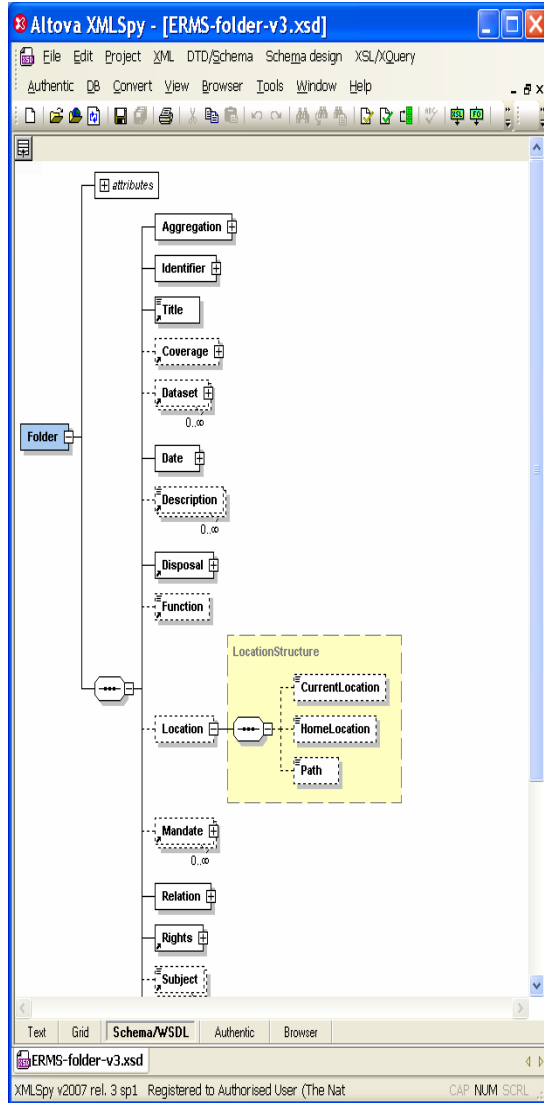 Altova XMLSpy - [ERMS-folder-v3.xsd]
File Edit Project XML DTD/Schema Schema design XSL/XQuery
Authentic DB Convert View Browser Tools Window Help
attributes
Aggregation
Identifier
Title
Coverage
Dataset
0..∞
Folder
Date
Description
0..∞
Disposal
Function
LocationStructure
CurrentLocation
Location
HomeLocation
Path
Mandate
0..∞
Relation
Rights
Subject
Text Grid Schema/WSDL Authentic Browser
ERMS-folder-v3.xsd
XMLSpy v2007 rel. 3 sp1 Registered to Authorised User (The Nat CAP NUM SCRL